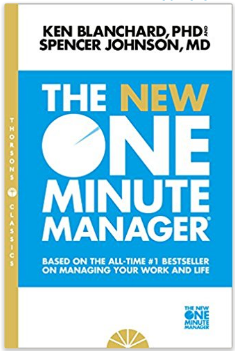 KEN BLANCHARD, PHD AND
SPENCER JOHNSON, MD
THE NEW
ONE
MINUTE
MANAGER®
BASED ON THE ALL-TIME #1 BESTSELLER
ON MANAGING YOUR WORK AND LIFE
THORSONS CLASSICS
THE NEW
ONE
MINUTE
MANAGER